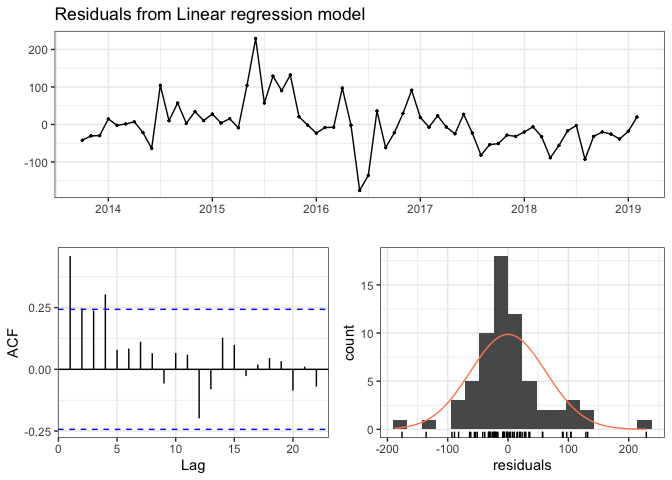 Residuals from Linear regression model
200
100
0
-100
2014 2015 2016 2017 2018 2019
ACF
0.25
0.00
-0.25
0 5 10 15 20
Lag
count
15
10
5
0
-200 -100 0 100 200
residuals